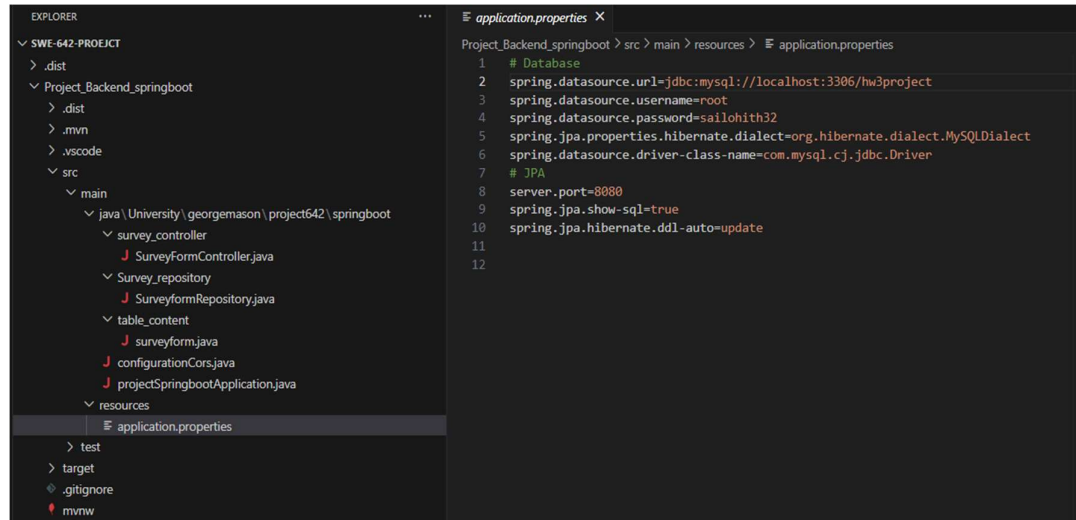 EXPLORER
...
SWE-642-PROEJCT
.dist
Project_Backend_springboot
.dist
.mvn
.vscode
src
main
java\University\georgemason\project642\springboot
survey_controller
J SurveyFormController.java
Survey_repository
J SurveyformRepository.java
table_content
J surveyform.java
J configurationCors.java
J projectSpringbootApplication.java
resources
application.properties
test
target
.gitignore
mvnw
application.properties X
Project_Backend_springboot > src > main > resources > application.properties
1 # Database
2 spring.datasource.url=jdbc:mysql://localhost:3306/hw3project
3 spring.datasource.username=root
4 spring.datasource.password=sailohith32
5 spring.jpa.properties.hibernate.dialect=org.hibernate.dialect.MySQLDialect
6 spring.datasource.driver-class-name=com.mysql.cj.jdbc.Driver
7 # JPA
8 server.port=8080
9 spring.jpa.show-sql=true
10 spring.jpa.hibernate.ddl-auto=update
11
12